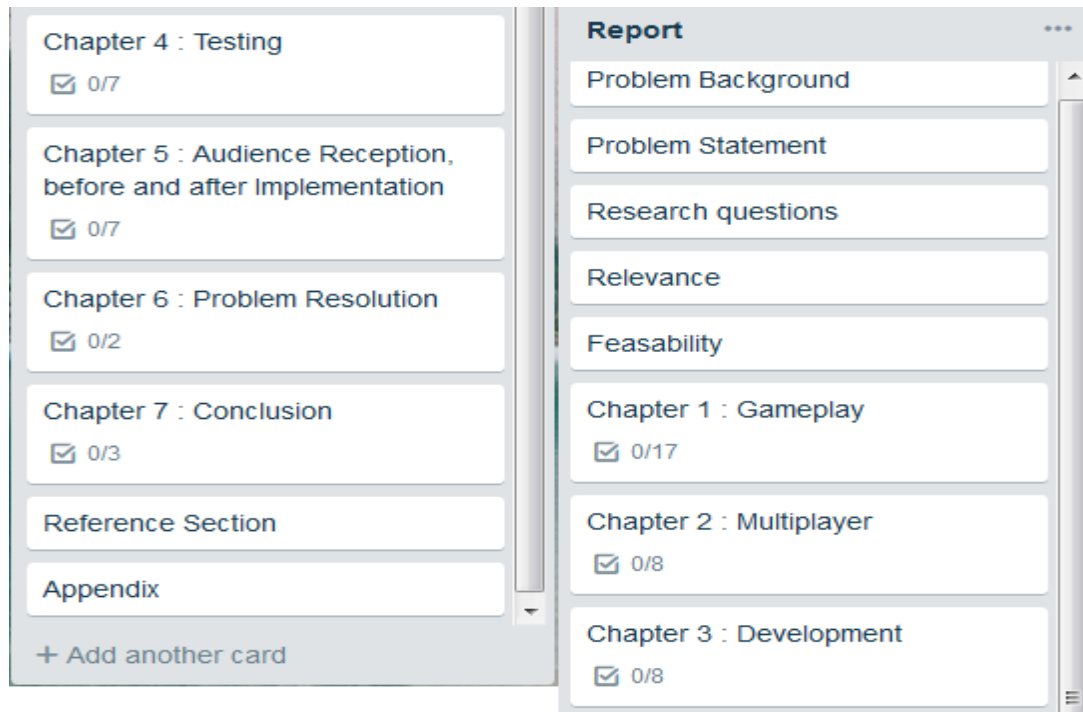 Chapter 4 : Testing
0/7
Chapter 5 : Audience Reception,
before and after Implementation
0/7
Chapter 6 : Problem Resolution
0/2
Chapter 7 : Conclusion
0/3
Reference Section
Appendix
+ Add another card
Report
Problem Background
Problem Statement
Research questions
Relevance
Feasability
Chapter 1 : Gameplay
0/17
Chapter 2 : Multiplayer
0/8
Chapter 3 : Development
0/8